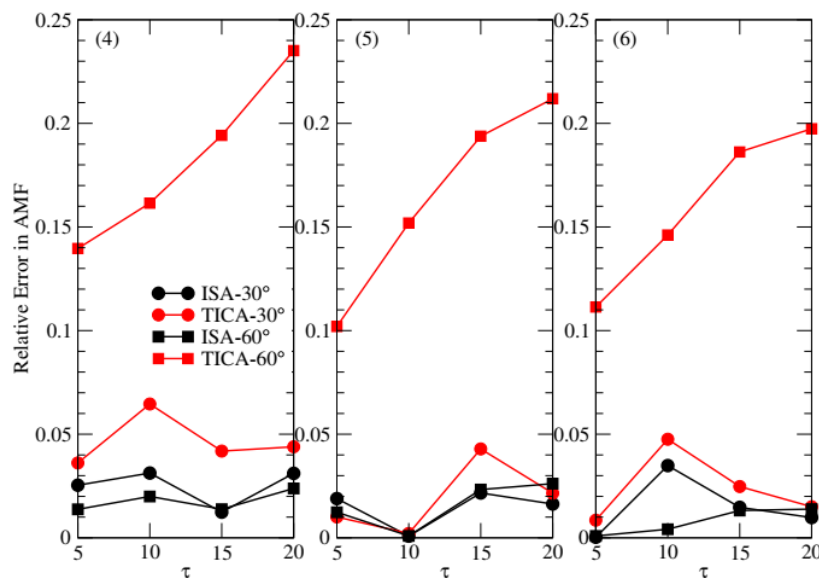 (4) (5) (6)
0.25 0.25 0.25
0.2 0.2 0.2
0.15 0.15 0.15
0.1 0.1 0.1
0.05 0.05 0.05
0 0 0
Relative Error in AMF
ISA-30°
TICA-30°
ISA-60°
TICA-60°
5 10 15 20 5 10 15 20 5 10 15 20
τ τ τ